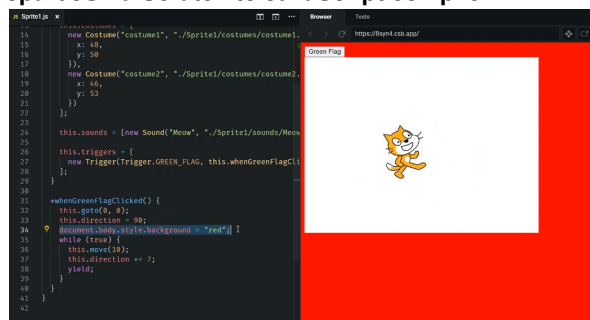 JS Sprite1.js ×
Browser Tests
https://8syn4.csb.app/
Green Flag
14 new Costume("costume1", "./Sprite1/costumes/costume1.
15 x: 48,
16 y: 50
17 }),
18 new Costume("costume2", "./Sprite1/costumes/costume2.
19 x: 46,
20 y: 53
21 })
22 ];
23
24 this.sounds = [new Sound("Meow", "./Sprite1/sounds/Meow
25
26 this.triggers = [
27 new Trigger(Trigger.GREEN_FLAG, this.whenGreenFlagCli
28 ];
29 }
30
31 *whenGreenFlagClicked() {
32 this.goto(0, 0);
33 this.direction = 90;
34 document.body.style.background = "red";
35 while (true) {
36 this.move(10);
37 this.direction += 7;
38 yield;
39 }
40 }
41 }
42